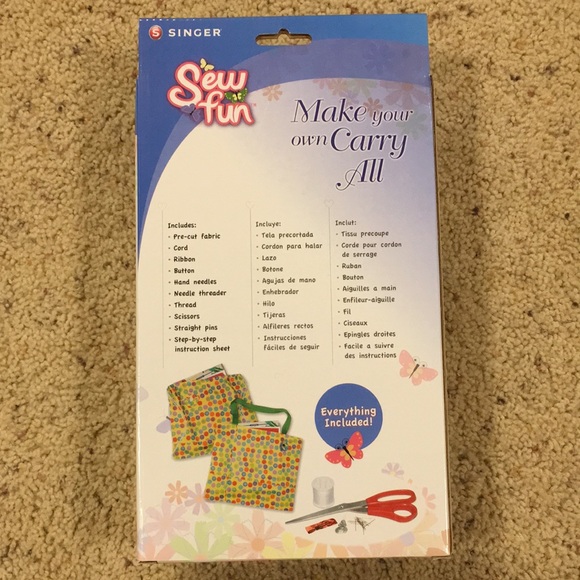 S SINGER
Sew
fun
Make your
own Carry
All
Includes:
• Pre-cut fabric
• Cord
• Ribbon
• Button
• Hand needles
• Needle threader
• Thread
• Scissors
• Straight pins
• Step-by-step
instruction sheet
Incluye:
• Tela precortada
• Cordon para halar
• Lazo
• Botone
• Agujas de mano
• Enhebrador
• Hilo
• Tijeras
• Alfileres rectos
• Instrucciones
Fáciles de seguir
Inclut:
• Tissu precoupe
• Corde pour cordon
de serrage
• Ruban
• Bouton
• Aiguilles a main
• Enfileur-aiguille
• Fil
• Ciseaux
• Epingles droites
• Facile a suivre
des instructions
Everything
Included!